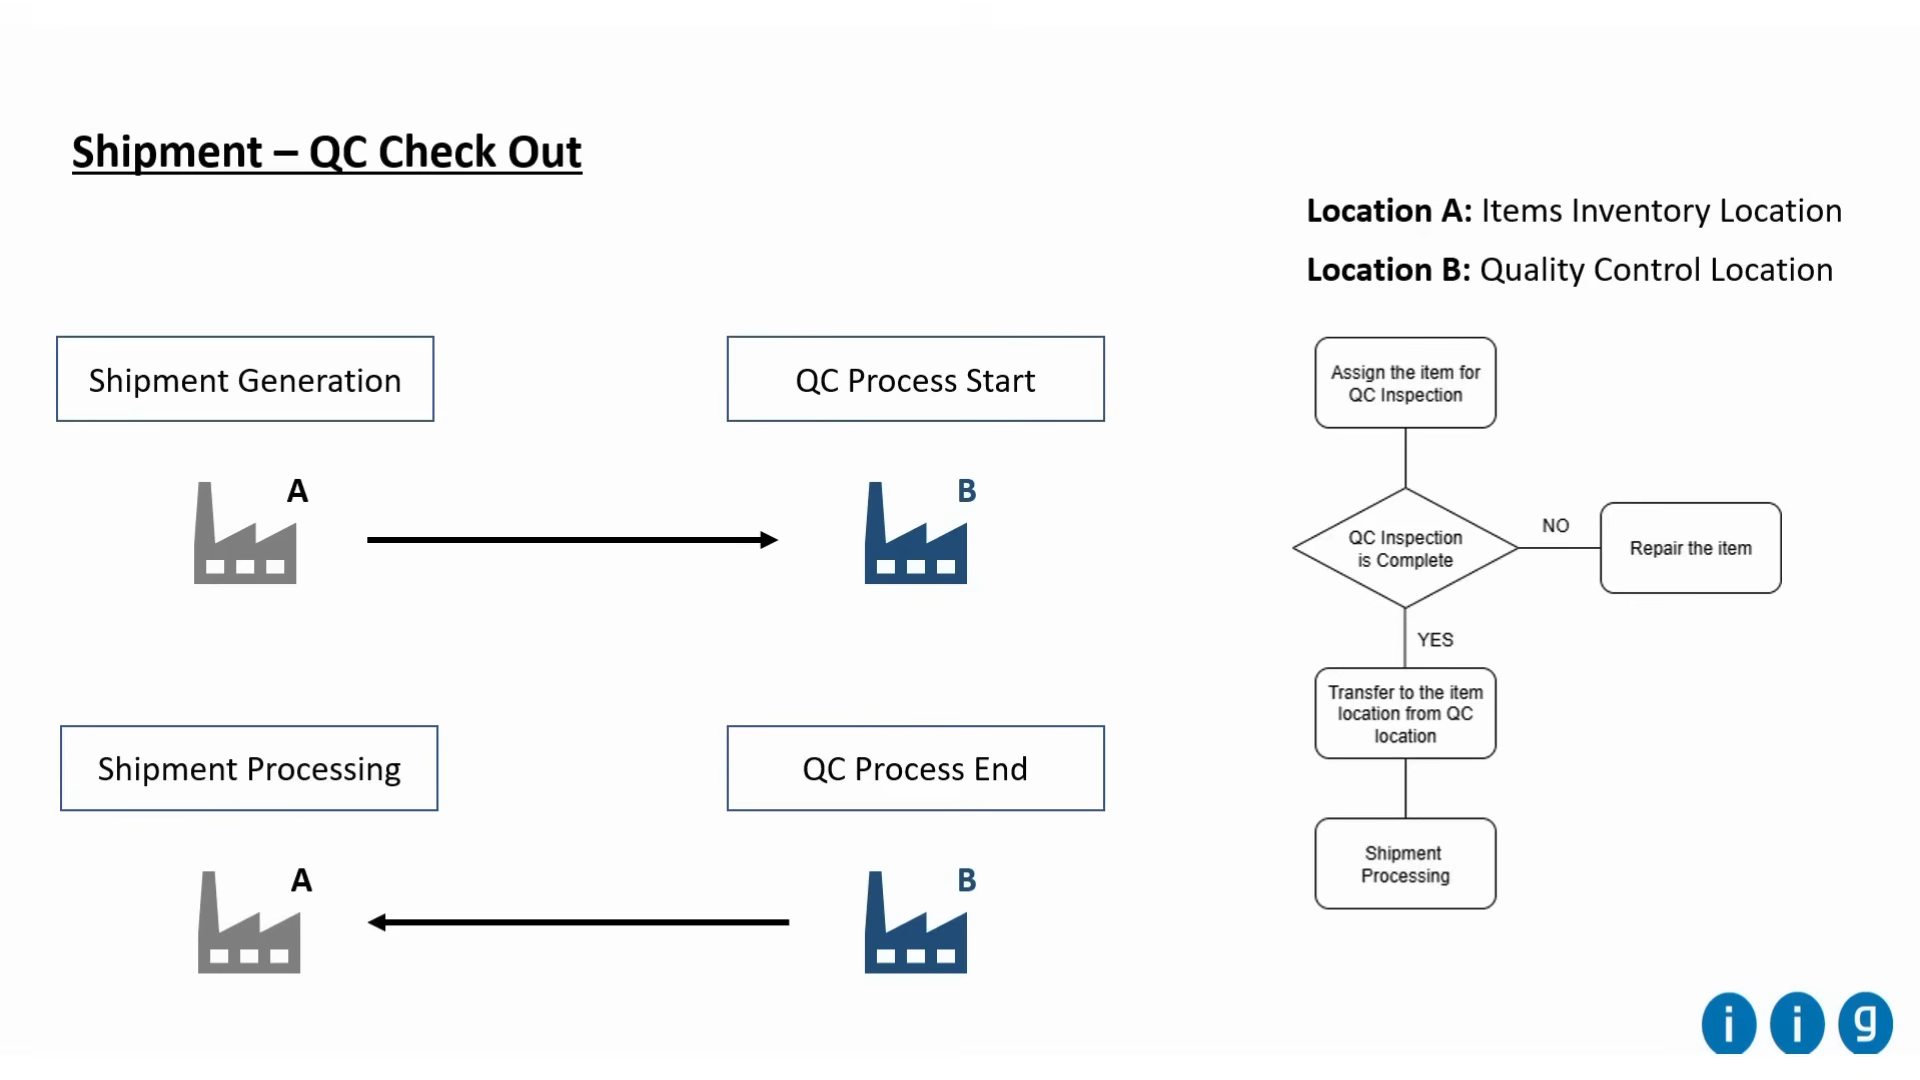 Shipment – QC Check Out
Location A: Items Inventory Location
Location B: Quality Control Location
Shipment Generation
QC Process Start
A
B
Shipment Processing
QC Process End
A
B
Assign the item for
QC Inspection
QC Inspection
is Complete
NO
Repair the item
YES
Transfer to the item
location from QC
location
Shipment
Processing
i i g